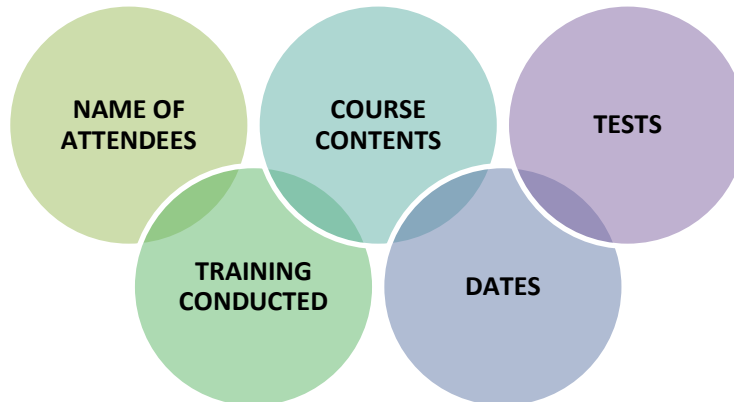 NAME OF
ATTENDEES
COURSE
CONTENTS
TESTS
TRAINING
CONDUCTED
DATES